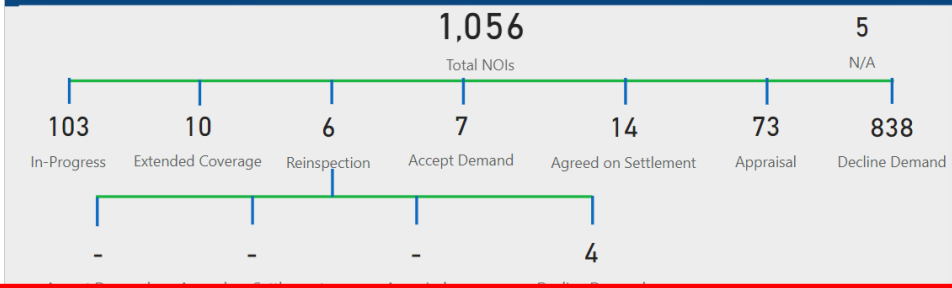 1,056 5
Total NOIs N/A
103 10 6 7 14 73 838
In-Progress Extended Coverage Reinspection Accept Demand Agreed on Settlement Appraisal Decline Demand
- - - 4